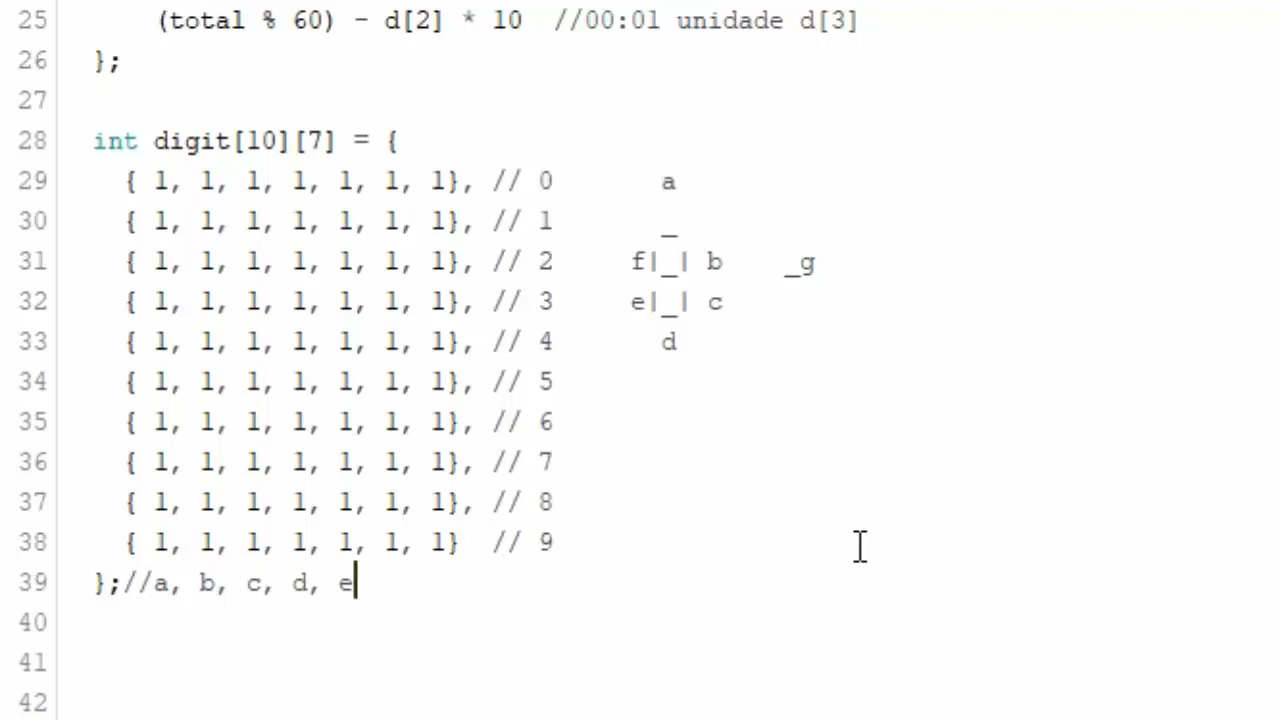 25 (total % 60) - d[2] * 10 //00:01 unidade d[3]
26 };
27
28 int digit[10][7] = {
29 { 1, 1, 1, 1, 1, 1, 1}, // 0 a
30 { 1, 1, 1, 1, 1, 1, 1}, // 1 _
31 { 1, 1, 1, 1, 1, 1, 1}, // 2 f|_| b _g
32 { 1, 1, 1, 1, 1, 1, 1}, // 3 e|_| c
33 { 1, 1, 1, 1, 1, 1, 1}, // 4 d
34 { 1, 1, 1, 1, 1, 1, 1}, // 5
35 { 1, 1, 1, 1, 1, 1, 1}, // 6
36 { 1, 1, 1, 1, 1, 1, 1}, // 7
37 { 1, 1, 1, 1, 1, 1, 1}, // 8
38 { 1, 1, 1, 1, 1, 1, 1} // 9
39 };//a, b, c, d, e
40
41
42